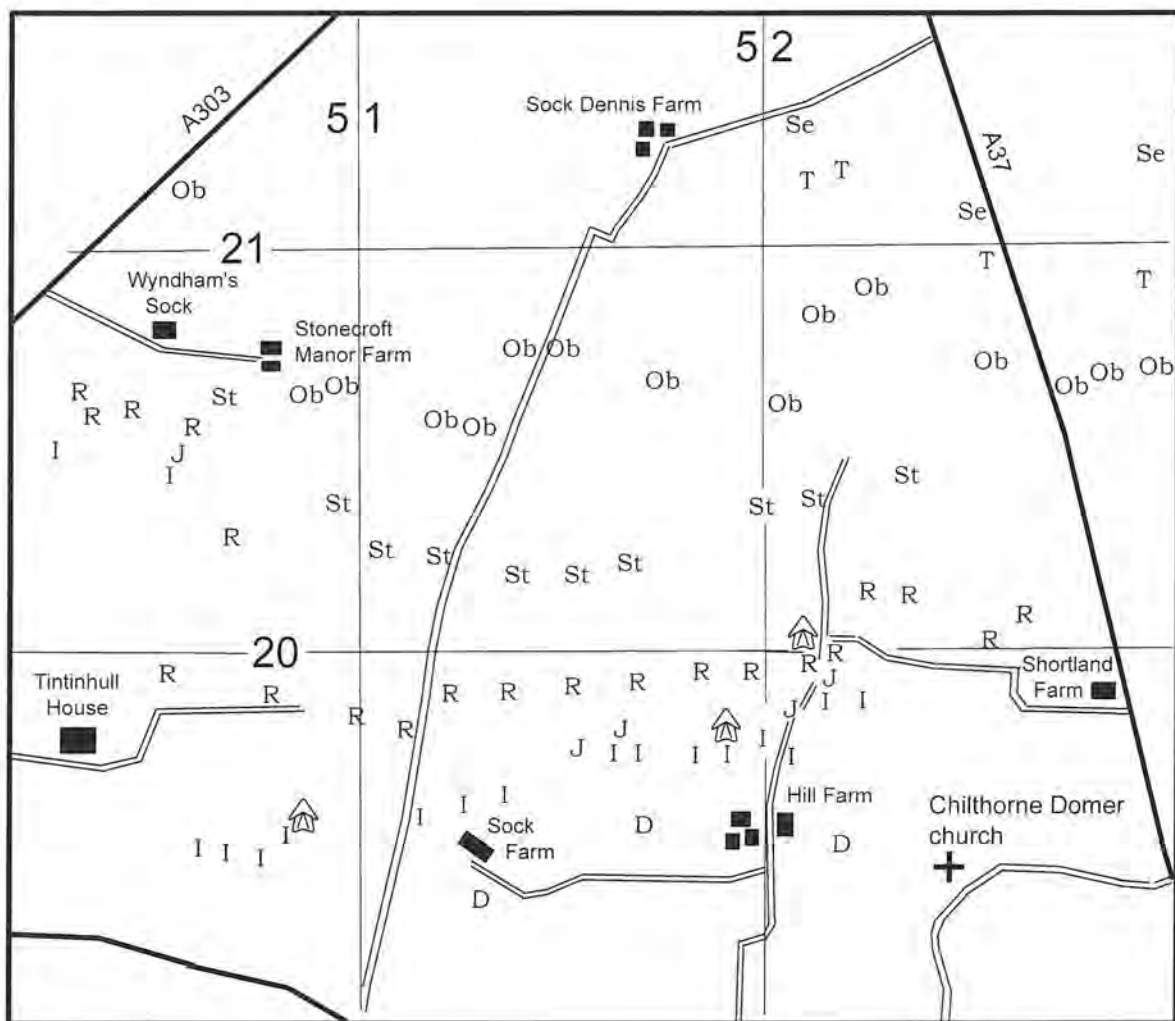 5 2
A303
5 1
Sock Dennis Farm
Se
A37
Se
T T
Ob
Se
21
T
T
Wyndham's
Sock
Ob Ob
Stonecroft
Manor Farm
Ob Ob
Ob
Ob Ob Ob
Ob Ob
Ob
Ob
R
R R
St
Ob Ob
R
J
I
I
St
St
St St
R
St St
St St St
R R
R
R
20
R R
Tintinhull
House
R
R
R R R R R R
J
Shortland
Farm
R R
J
I I
J J
I I I I I I
I I I
Hill Farm
Chilthorne Domer
church
Sock
Farm
D
D
I I I I
D